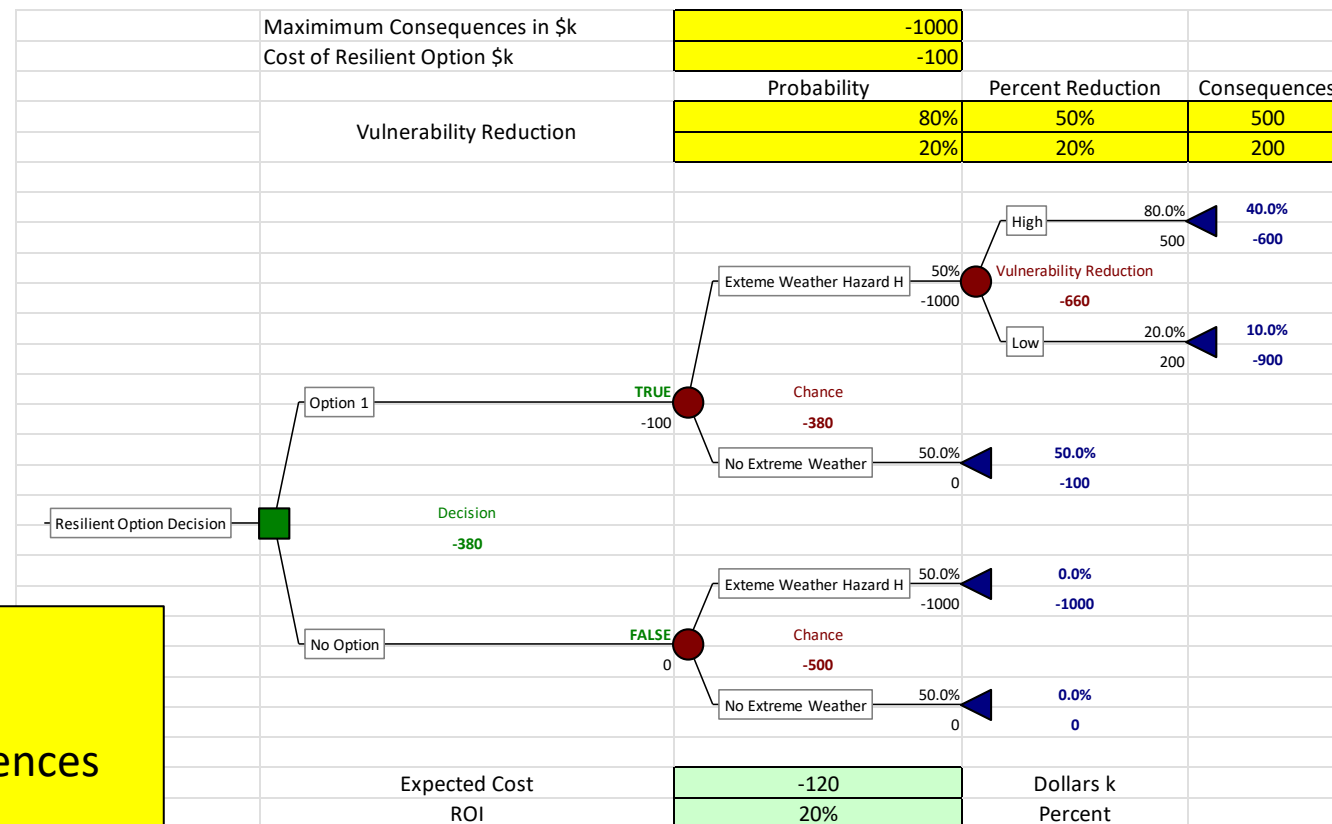 Maximimum Consequences in $k -1000
Cost of Resilient Option $k -100
Probability Percent Reduction Consequences
Vulnerability Reduction
80% 50% 500
20% 20% 200
80.0% 40.0%
High
500 -600
50% Vulnerability Reduction
Exteme Weather Hazard H
-1000 -660
20.0% 10.0%
Low
200 -900
TRUE Chance
Option 1
-100 -380
50.0% 50.0%
No Extreme Weather
0 -100
Decision
Resilient Option Decision
-380
50.0% 0.0%
Exteme Weather Hazard H
-1000 -1000
FALSE Chance
No Option
0 -500
50.0% 0.0%
No Extreme Weather
0 0
ences
Expected Cost -120 Dollars k
ROI 20% Percent